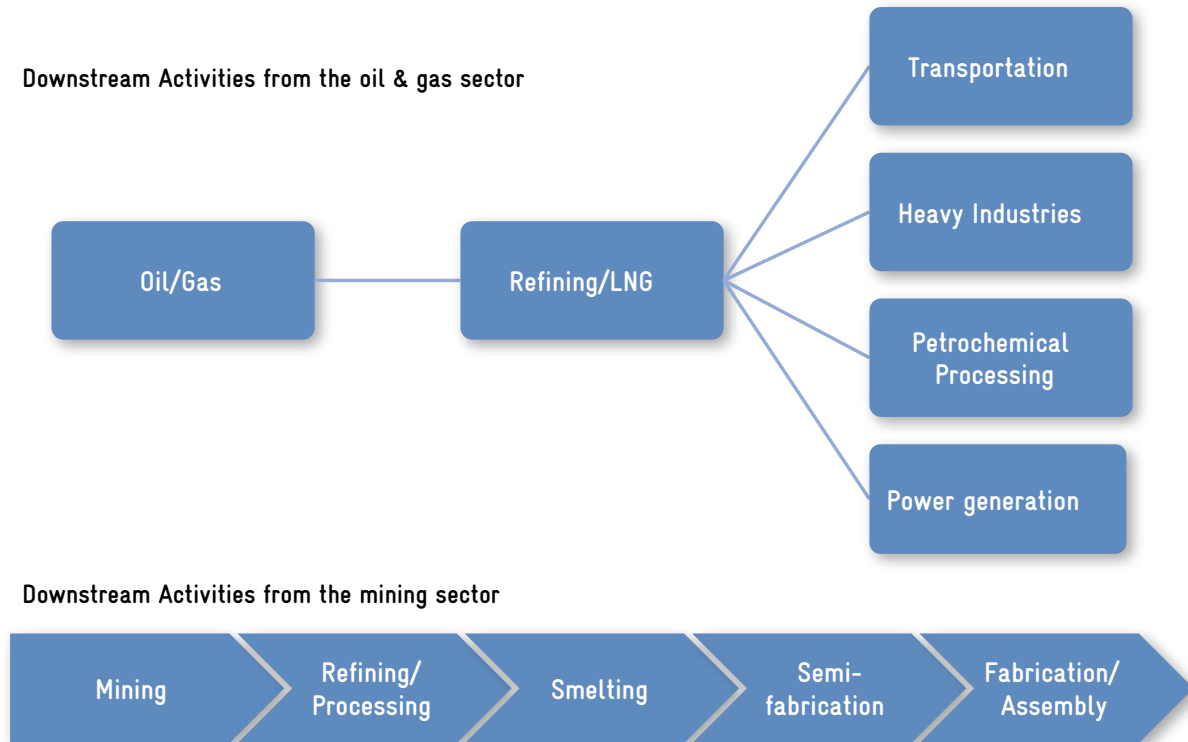 Downstream Activities from the oil & gas sector
Transportation
Heavy Industries
Oil/Gas
Refining/LNG
Petrochemical
Processing
Power generation
Downstream Activities from the mining sector
Mining
Refining/
Processing
Smelting
Semi-
fabrication
Fabrication/
Assembly